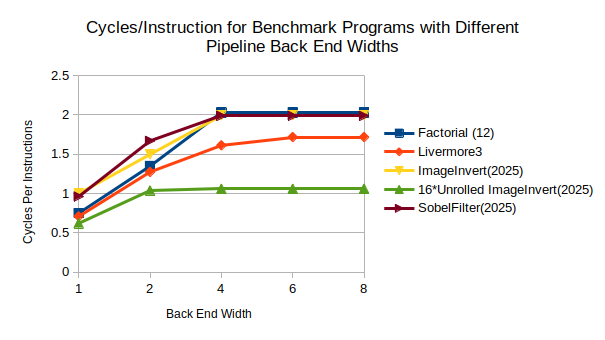 Cycles/Instruction for Benchmark Programs with Different
Pipeline Back End Widths
2.5
2
1.5
1
0.5
0
Cycles Per Instructions
1 2 4 6 8
Back End Width
Factorial (12)
Livermore3
ImageInvert(2025)
16*Unrolled ImageInvert(2025)
SobelFilter(2025)